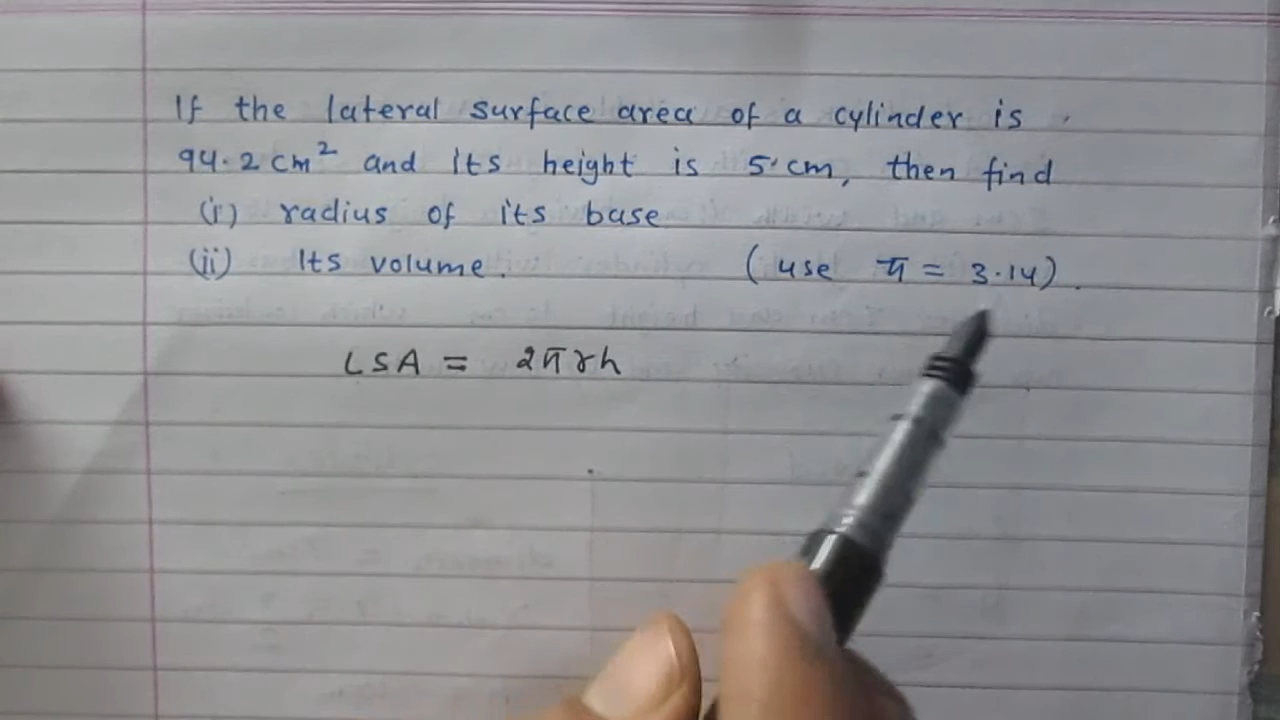 If the lateral surface area of a cylinder is
94.2 cm² and its height is 5 cm, then find
(i) radius of its base
(ii) Its volume. (use π = 3.14).
LSA = 2πrh